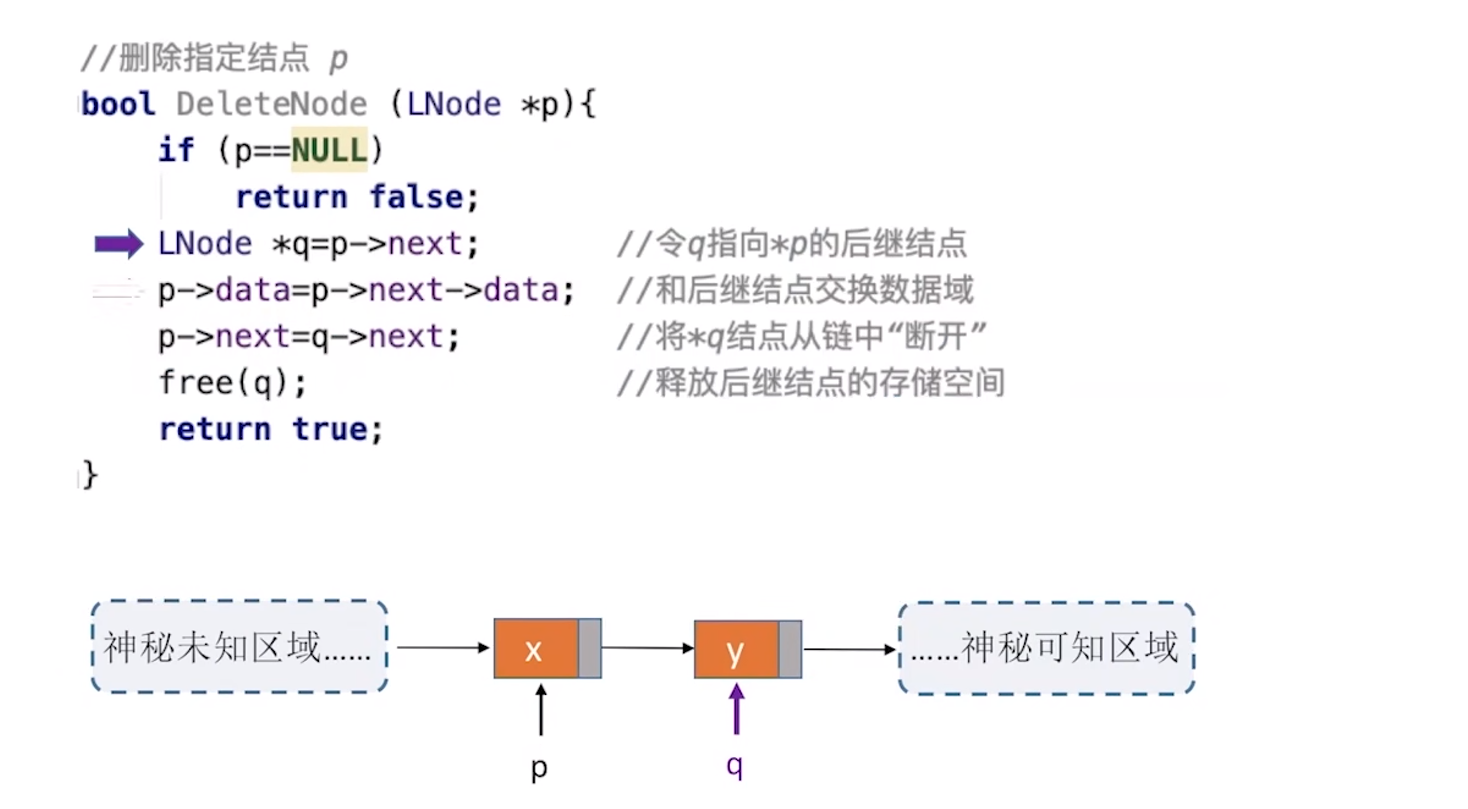 //删除指定结点 p
bool DeleteNode (LNode *p){
if (p==NULL)
return false;
LNode *q=p->next; //令q指向*p的后继结点
p->data=p->next->data; //和后继结点交换数据域
p->next=q->next; //将*q结点从链中“断开”
free(q); //释放后继结点的存储空间
return true;
}
神秘未知区域…… x y ……神秘可知区域
p q